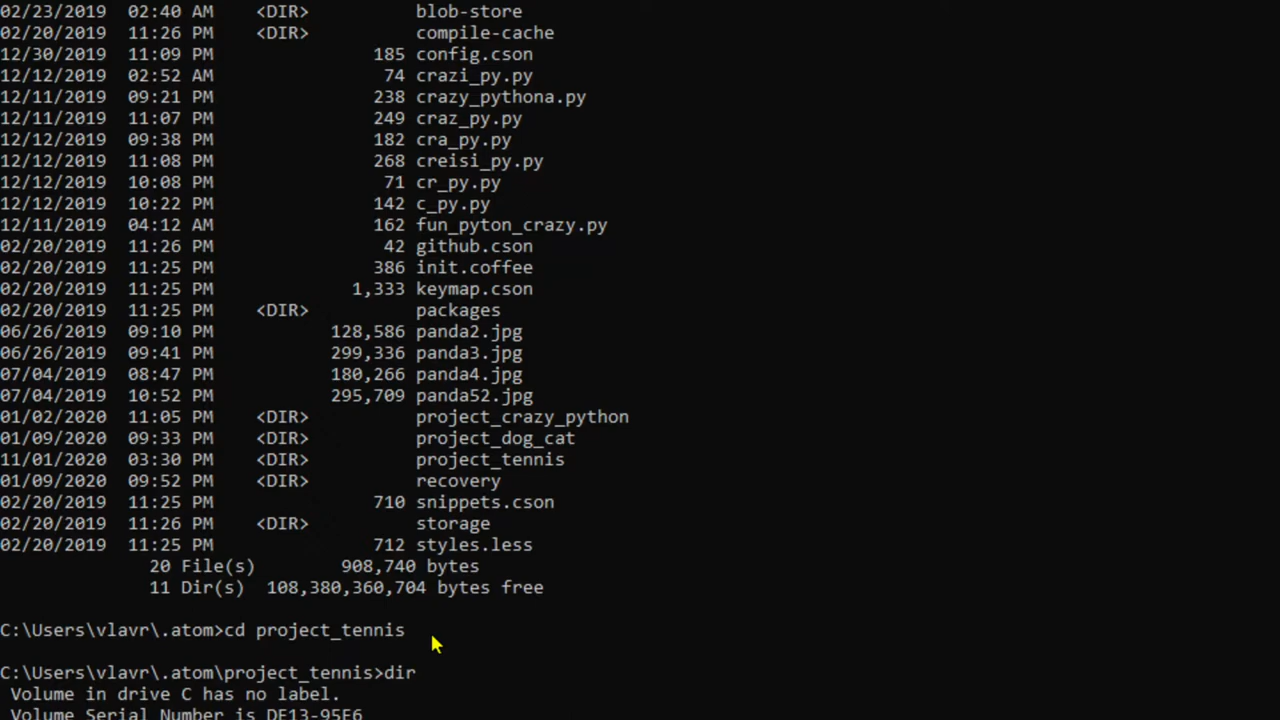 02/23/2019  02:40 AM    <DIR>          blob-store
02/20/2019  11:26 PM    <DIR>          compile-cache
12/30/2019  11:09 PM               185 config.cson
12/12/2019  02:52 AM                74 crazi_py.py
12/11/2019  09:21 PM               238 crazy_pythona.py
12/11/2019  11:07 PM               249 craz_py.py
12/12/2019  09:38 PM               182 cra_py.py
12/12/2019  11:08 PM               268 creisi_py.py
12/12/2019  10:08 PM                71 cr_py.py
12/12/2019  10:22 PM               142 c_py.py
12/11/2019  04:12 AM               162 fun_pyton_crazy.py
02/20/2019  11:26 PM                42 github.cson
02/20/2019  11:25 PM               386 init.coffee
02/20/2019  11:25 PM             1,333 keymap.cson
02/20/2019  11:25 PM    <DIR>          packages
06/26/2019  09:10 PM           128,586 panda2.jpg
06/26/2019  09:41 PM           299,336 panda3.jpg
07/04/2019  08:47 PM           180,266 panda4.jpg
07/04/2019  10:52 PM           295,709 panda52.jpg
01/02/2020  11:05 PM    <DIR>          project_crazy_python
01/09/2020  09:33 PM    <DIR>          project_dog_cat
11/01/2020  03:30 PM    <DIR>          project_tennis
01/09/2020  09:52 PM    <DIR>          recovery
02/20/2019  11:25 PM               710 snippets.cson
02/20/2019  11:26 PM    <DIR>          storage
02/20/2019  11:25 PM               712 styles.less
              20 File(s)        908,740 bytes
              11 Dir(s)  108,380,360,704 bytes free
C:\Users\vlavr\.atom>cd project_tennis
C:\Users\vlavr\.atom\project_tennis>dir
 Volume in drive C has no label.
 Volume Serial Number is DE13-95E6